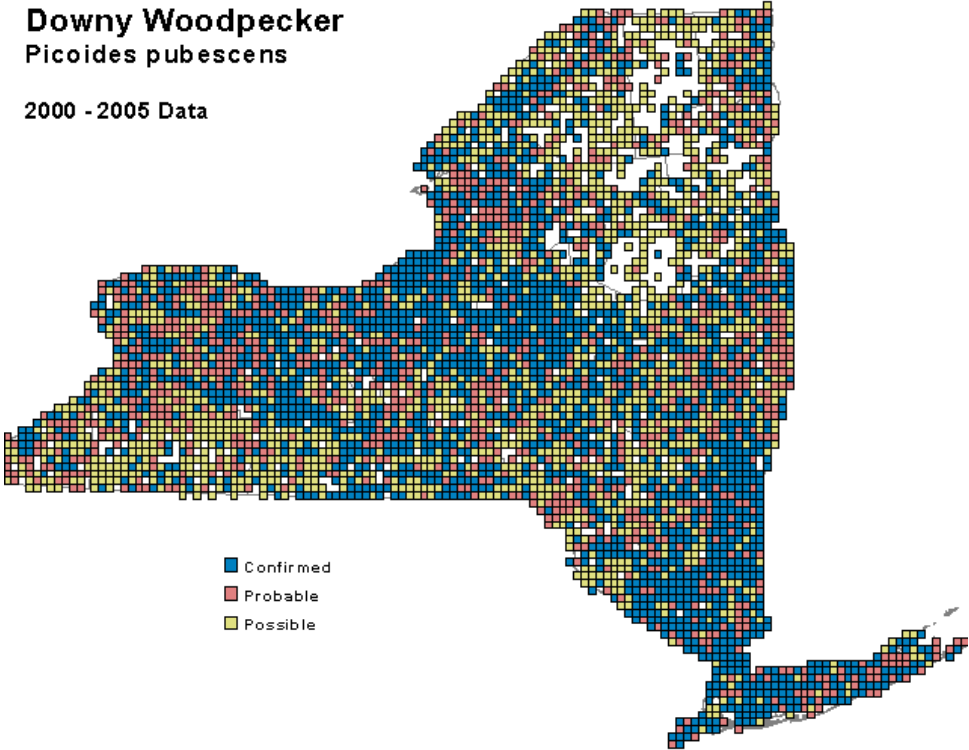 Downy Woodpecker
Picoides pubescens
2000 - 2005 Data
Confirmed
Probable
Possible